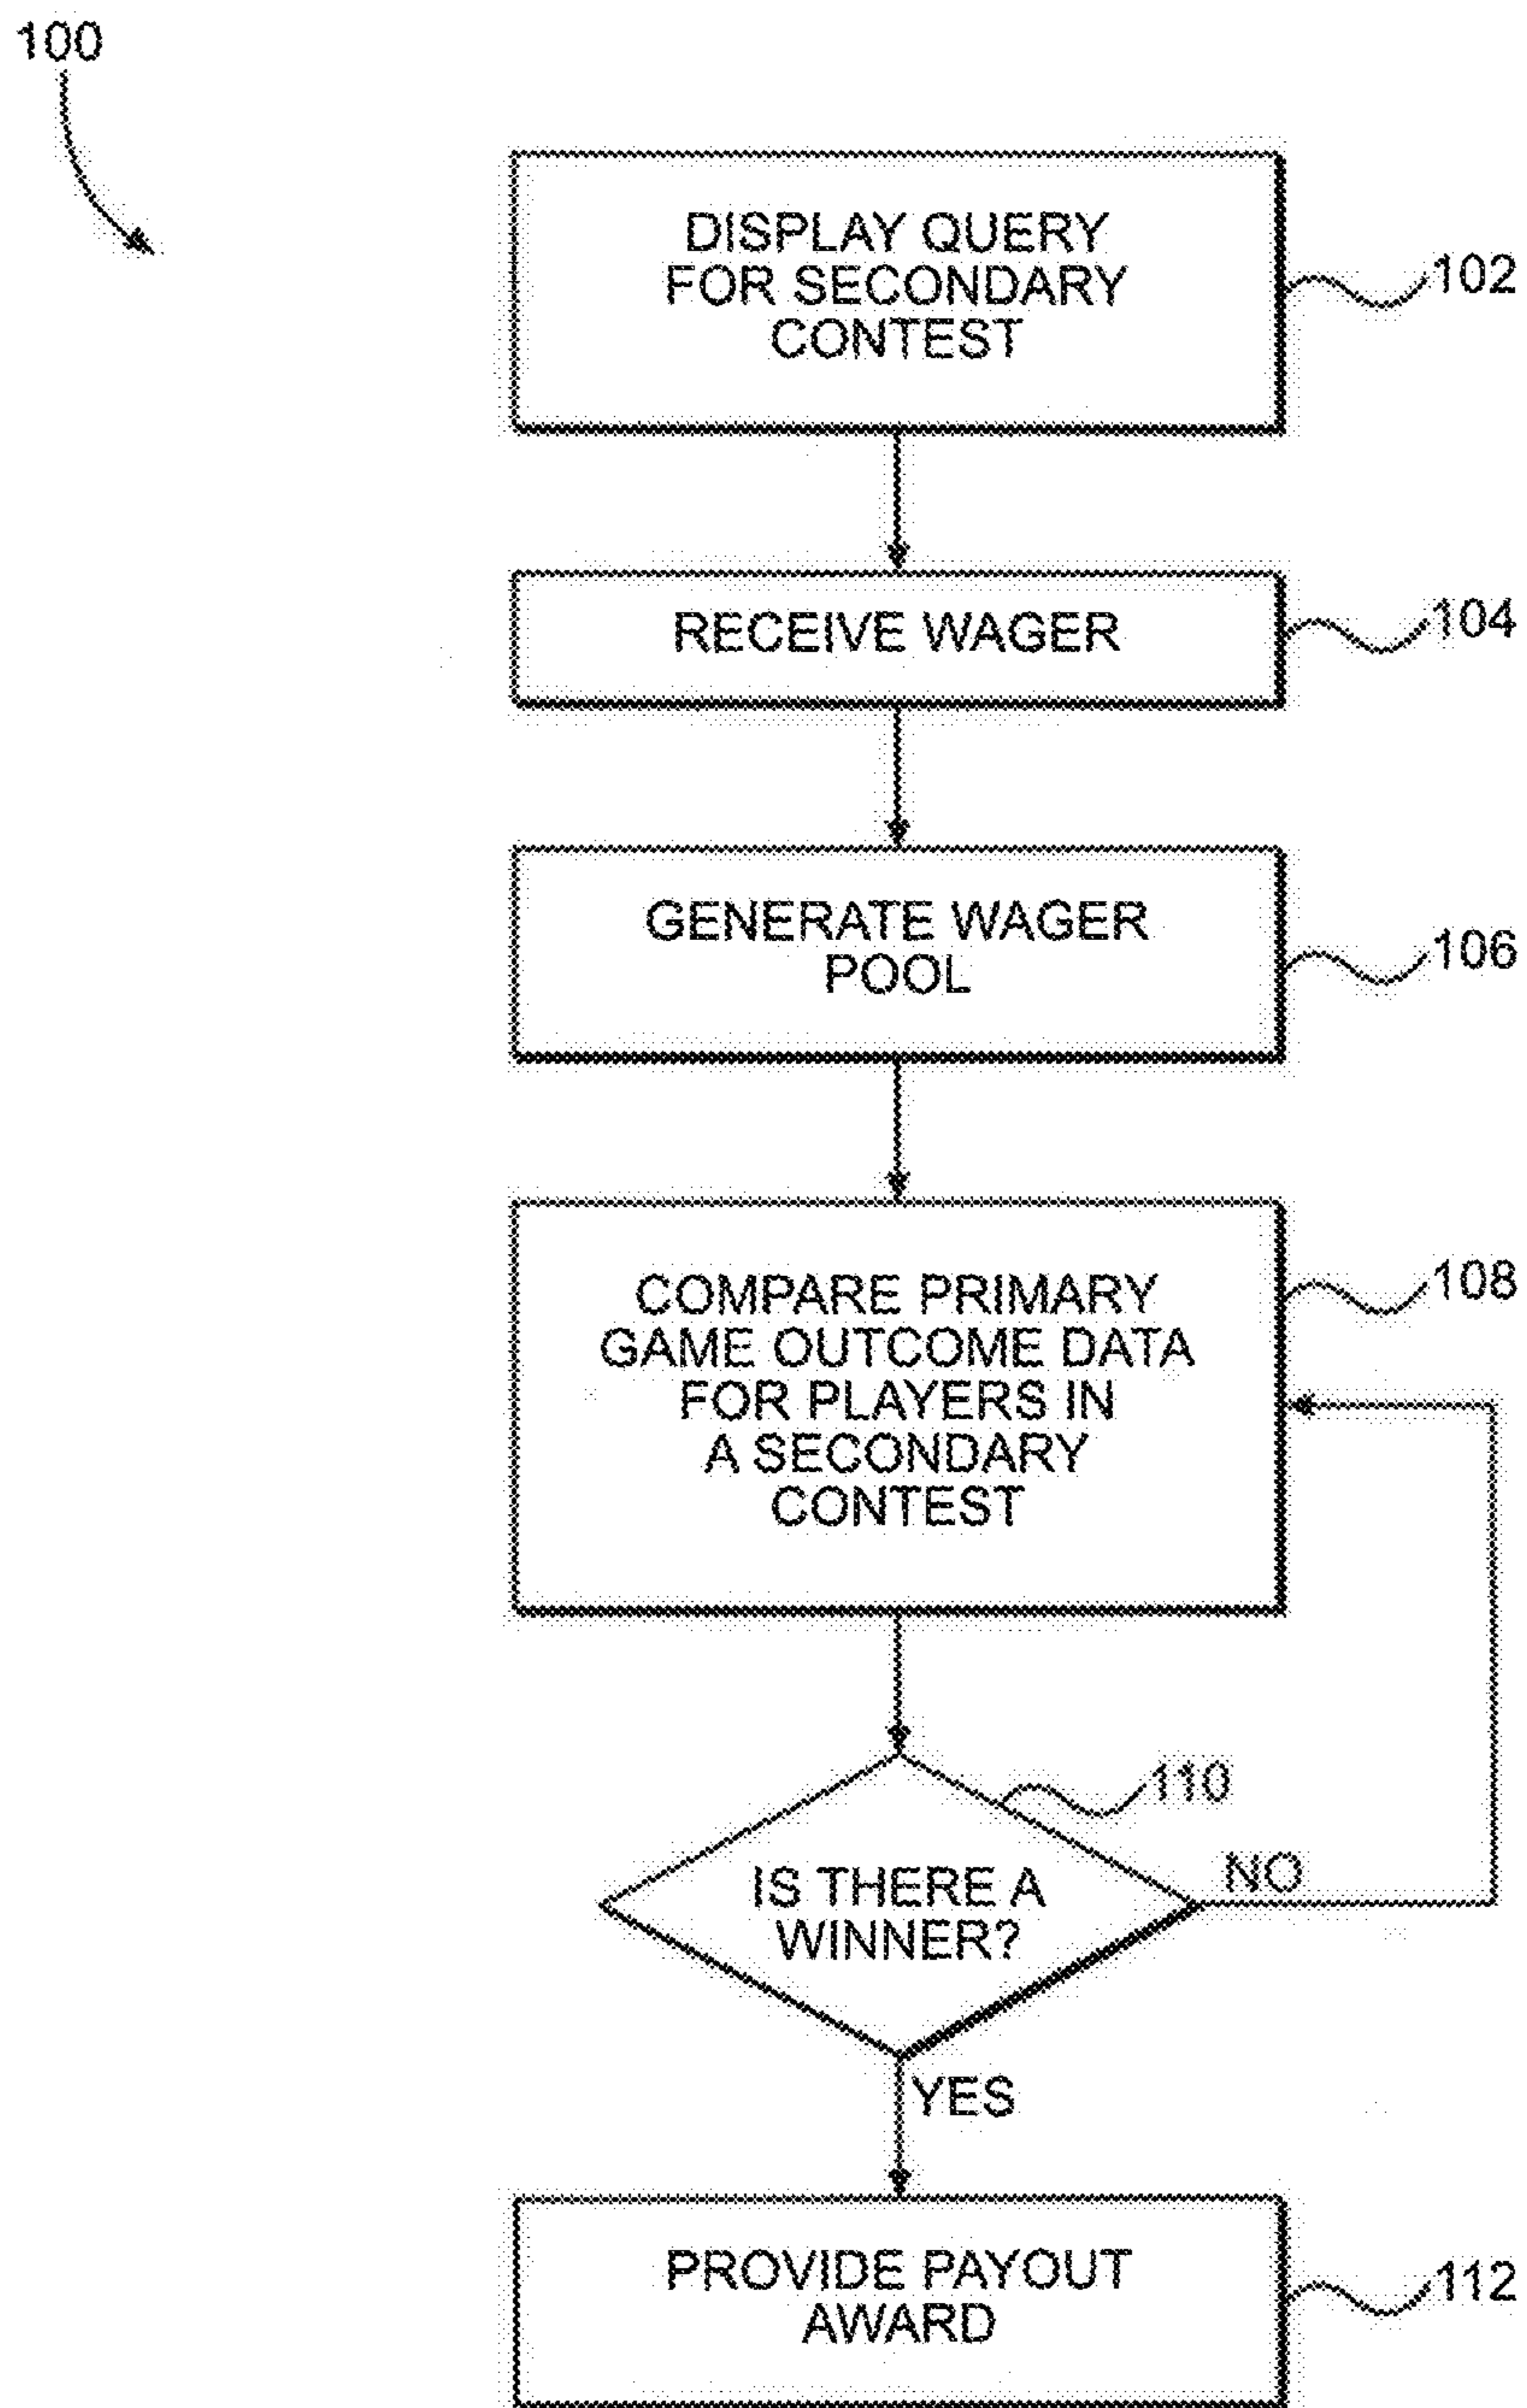 100
DISPLAY QUERY
FOR SECONDARY
CONTEST
102
RECEIVE WAGER
104
GENERATE WAGER
POOL
106
COMPARE PRIMARY
GAME OUTCOME DATA
FOR PLAYERS IN
A SECONDARY
CONTEST
108
110
IS THERE A
WINNER?
NO
YES
PROVIDE PAYOUT
AWARD
112